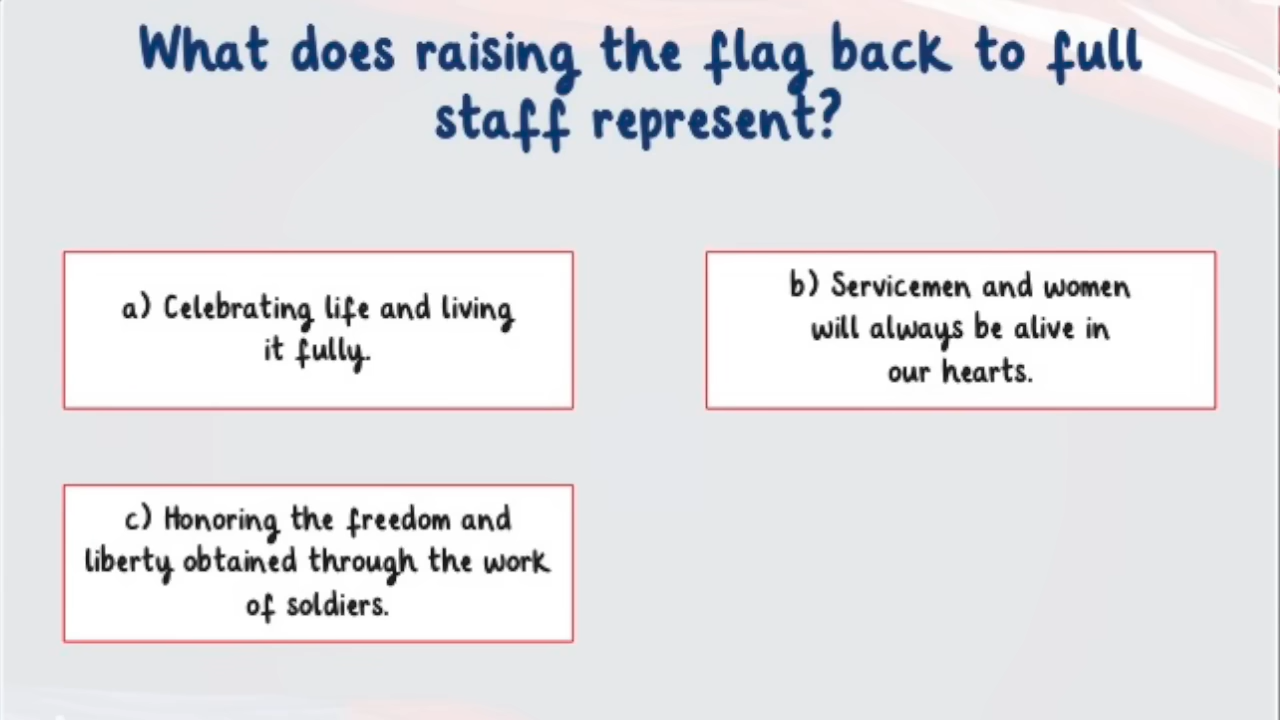 What does raising the flag back to full
staff represent?
a) Celebrating life and living
it fully.
b) Servicemen and women
will always be alive in
our hearts.
c) Honoring the freedom and
liberty obtained through the work
of soldiers.